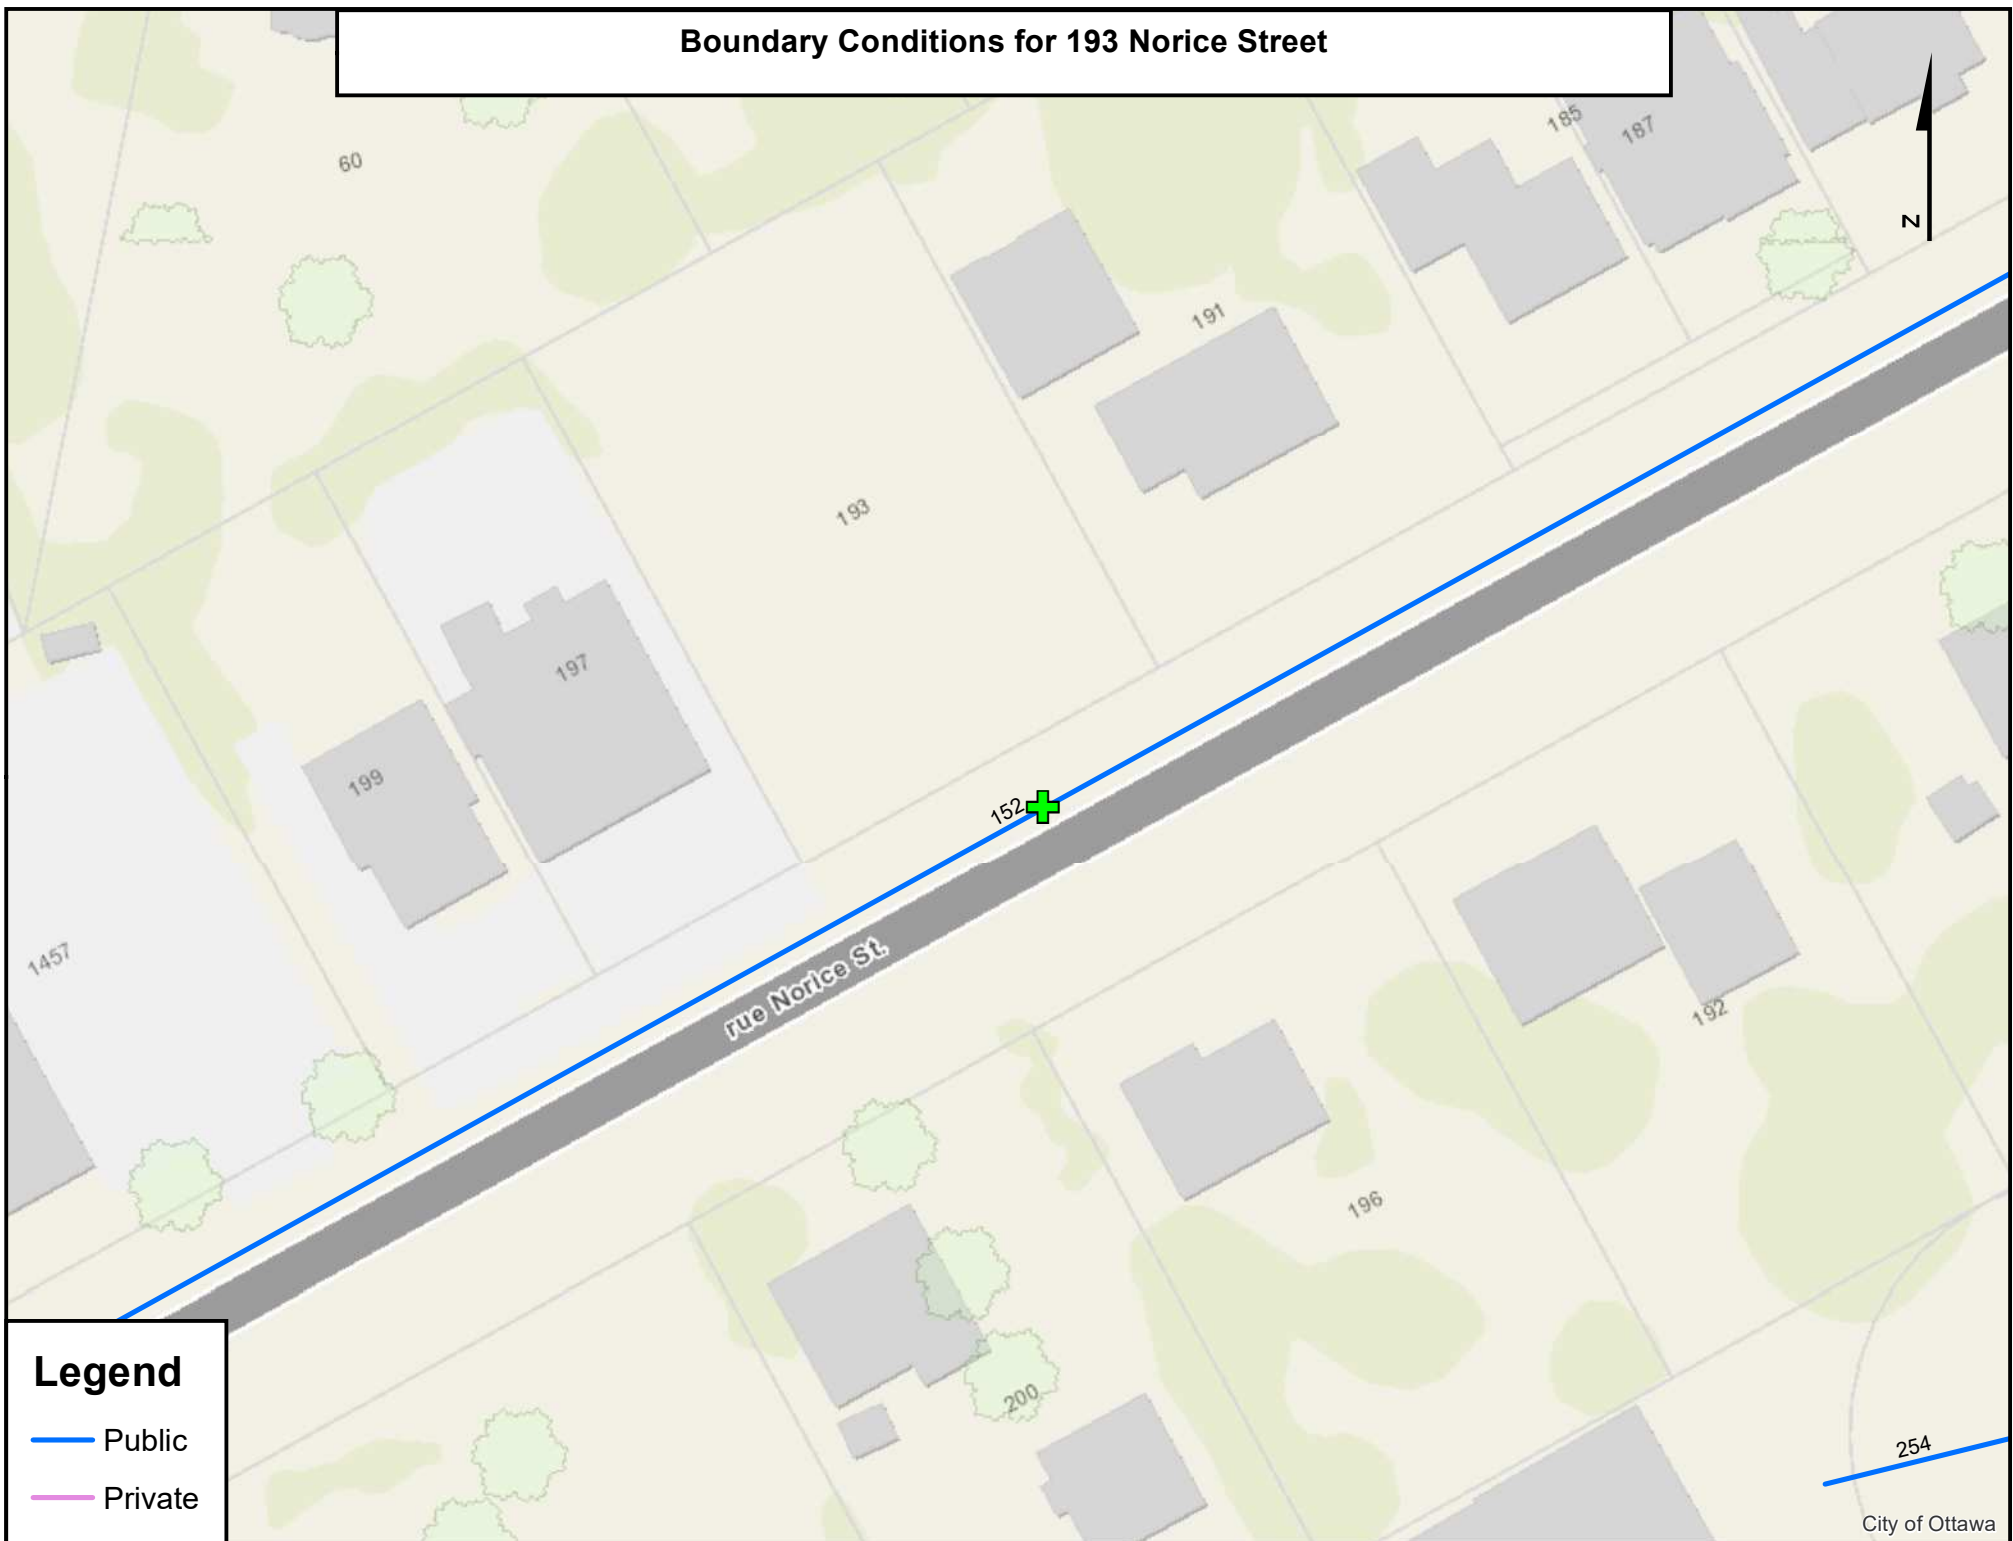 Boundary Conditions for 193 Norice Street
60
185
187
N
191
193
197
152
199
1457
rue Norice St.
192
196
200
254
Legend
Public
Private
City of Ottawa